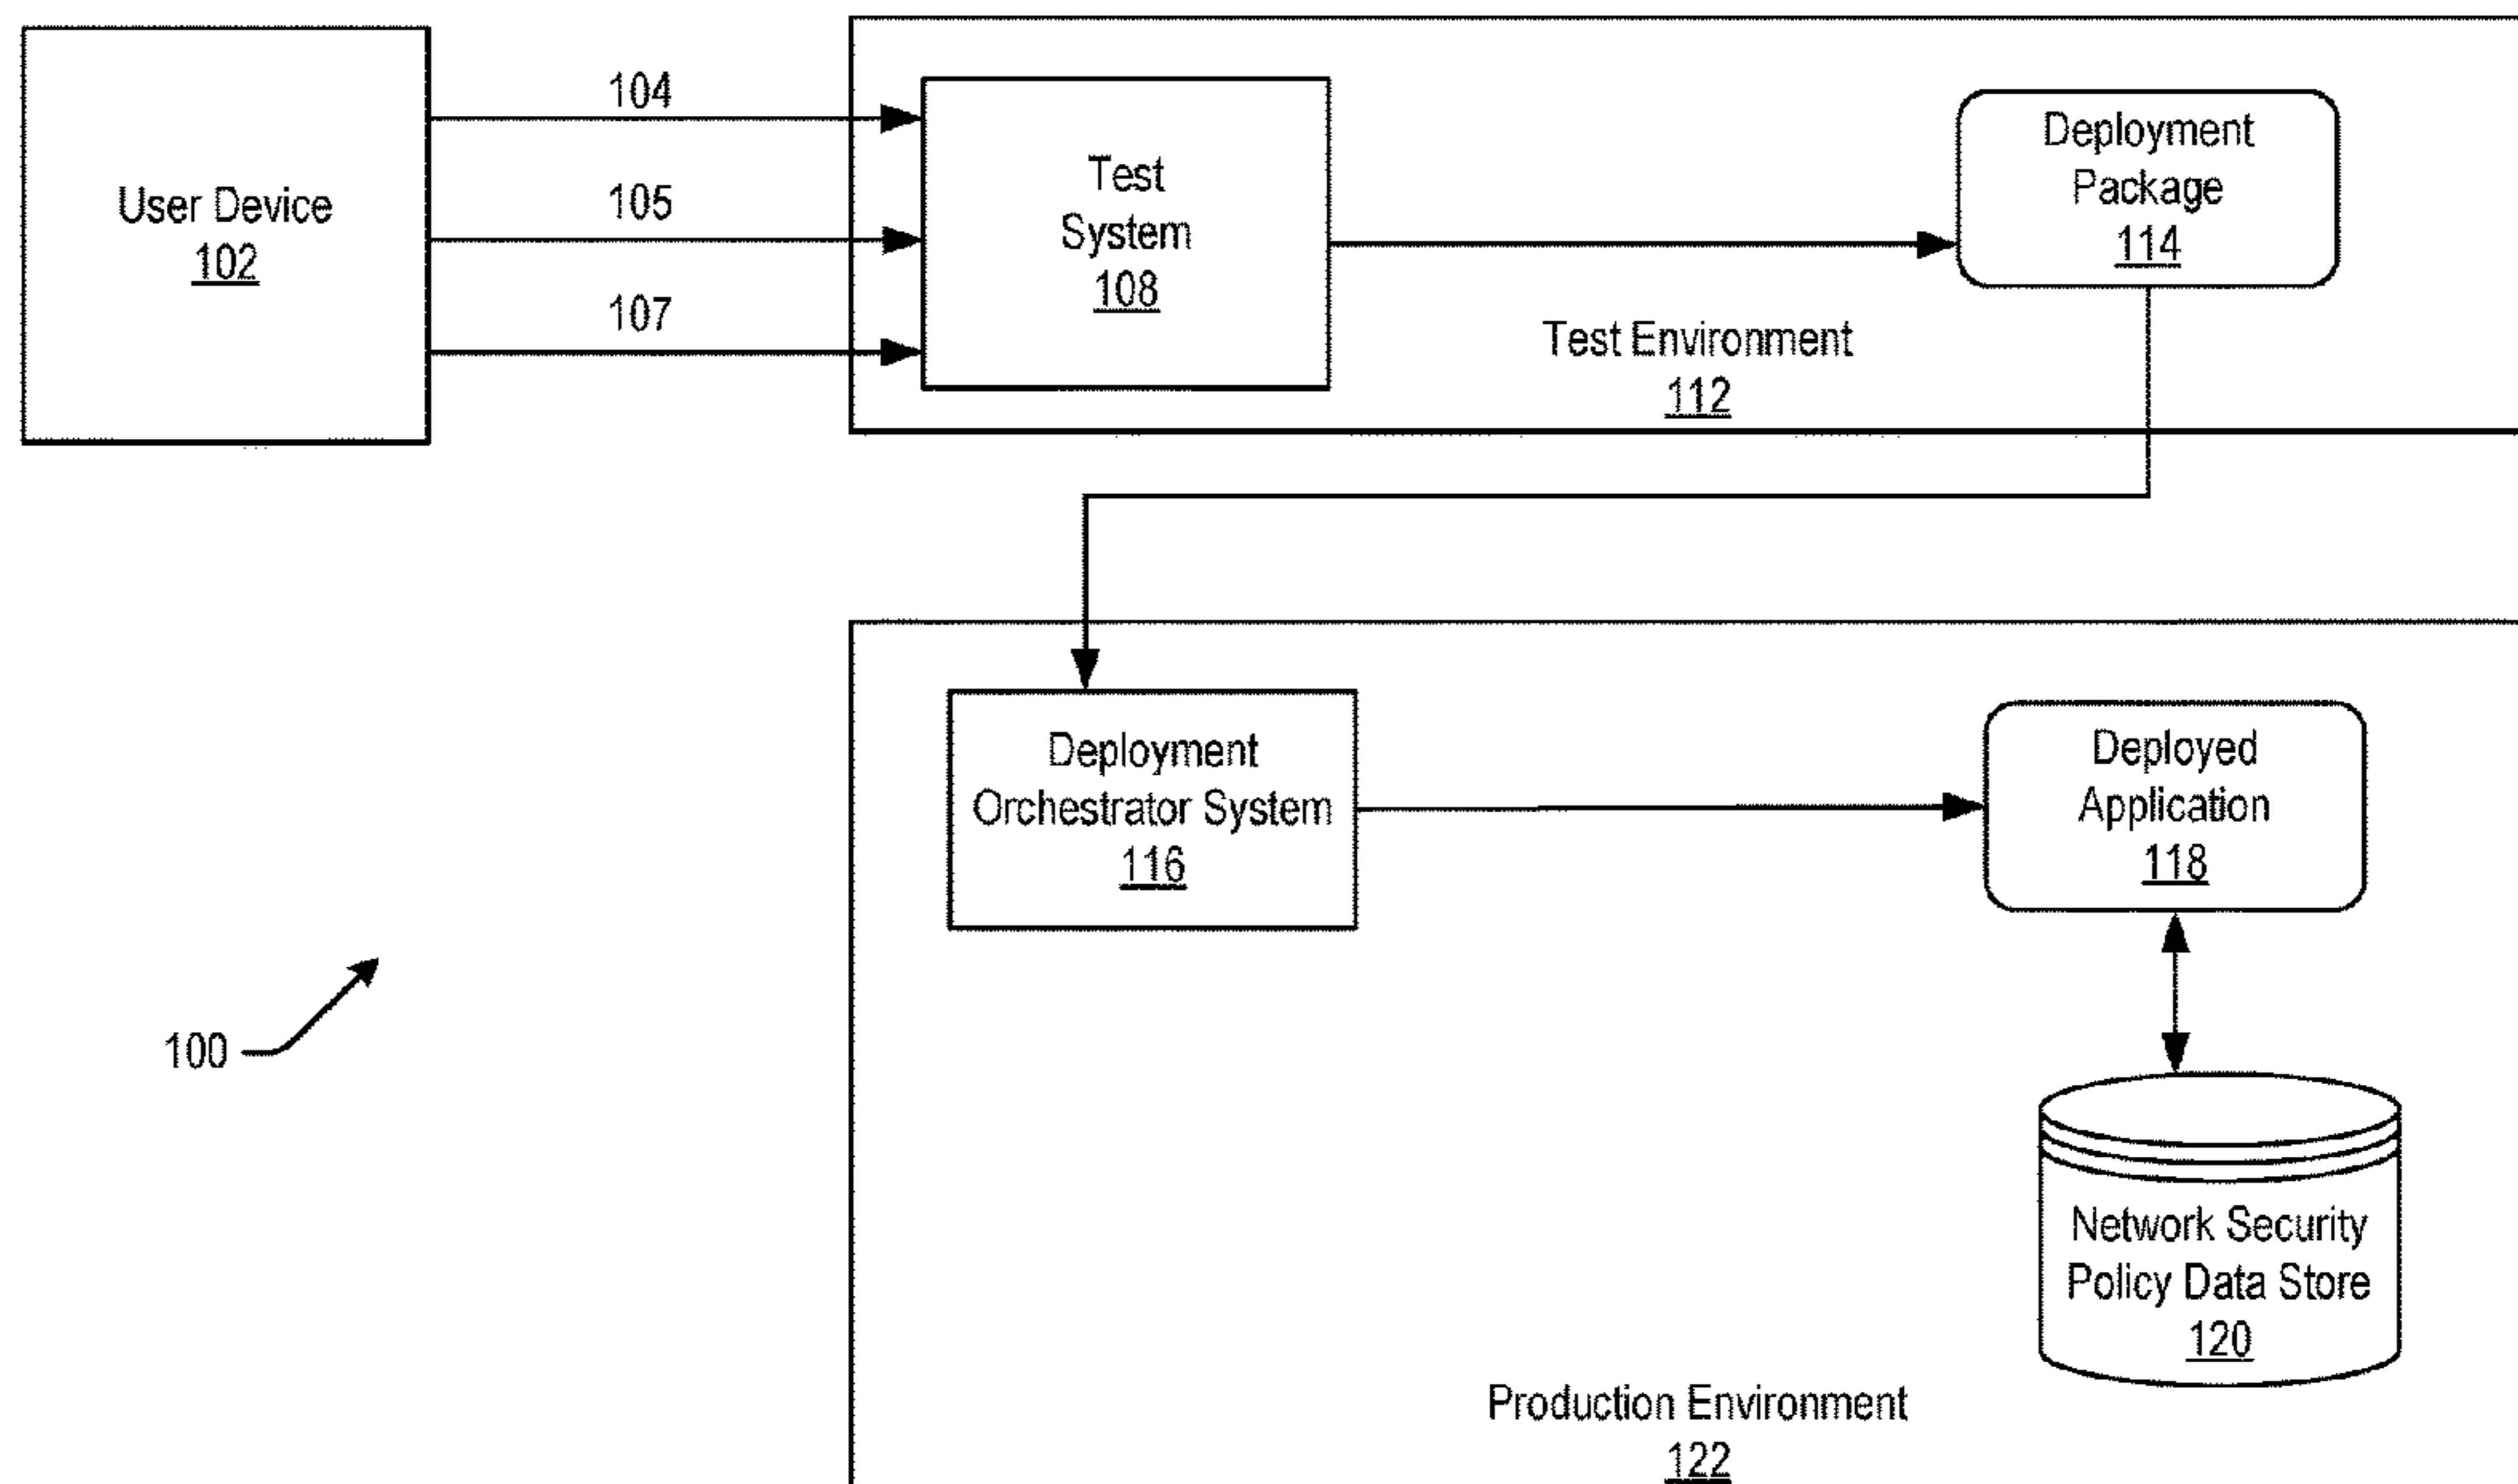 User Device
102
104
105
107
Test
System
108
Deployment
Package
114
Test Environment
112
Deployment
Orchestrator System
116
Deployed
Application
118
100
Network Security
Policy Data Store
120
Production Environment
122